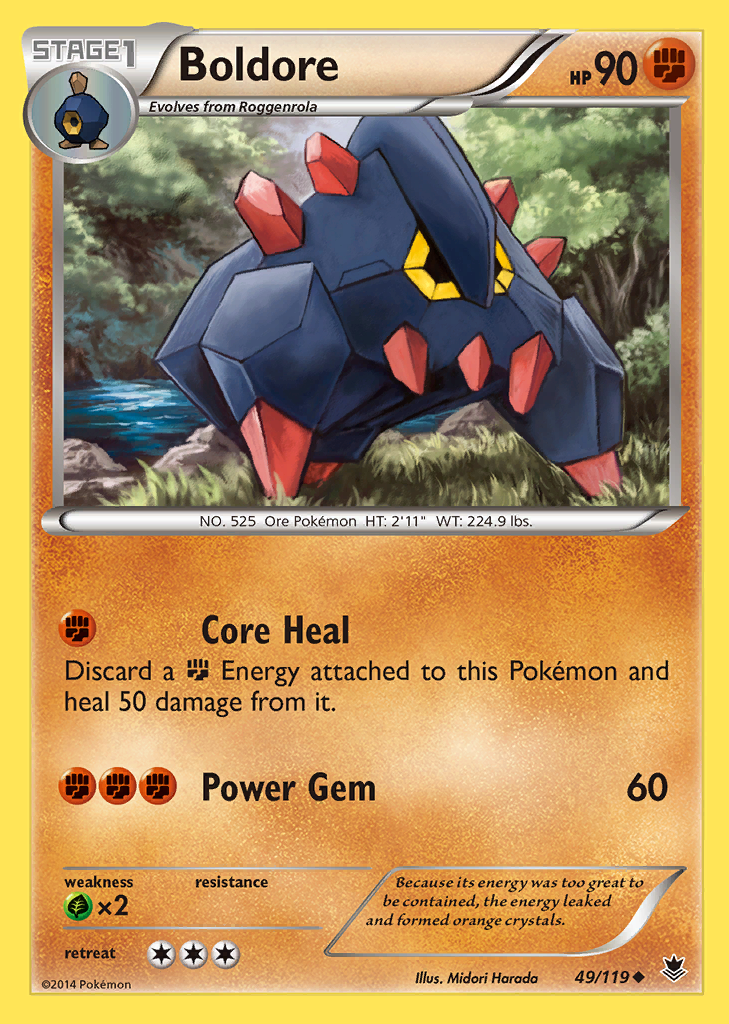 STAGE1
Boldore
HP 90
Evolves from Roggenrola
NO. 525 Ore Pokémon HT: 2'11" WT: 224.9 lbs.
Core Heal
Discard a Energy attached to this Pokémon and
heal 50 damage from it.
Power Gem 60
weakness resistance
×2
Because its energy was too great to
be contained, the energy leaked
and formed orange crystals.
retreat
©2014 Pokémon
Illus. Midori Harada 49/119